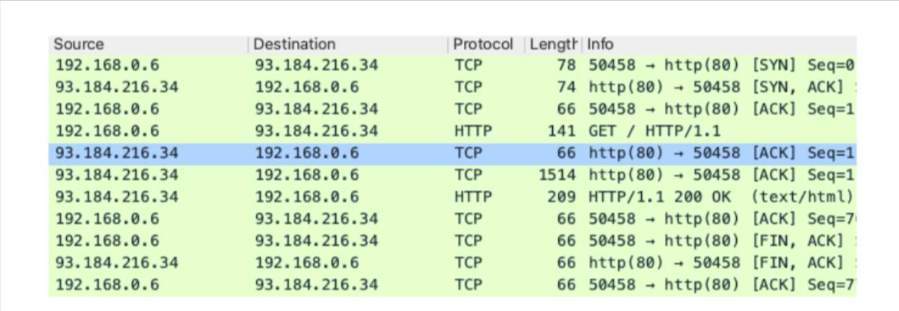 Source Destination Protocol Length Info
192.168.0.6 93.184.216.34 TCP 78 50458 → http(80) [SYN] Seq=0
93.184.216.34 192.168.0.6 TCP 74 http(80) → 50458 [SYN, ACK]
192.168.0.6 93.184.216.34 TCP 66 50458 → http(80) [ACK] Seq=1
192.168.0.6 93.184.216.34 HTTP 141 GET / HTTP/1.1
93.184.216.34 192.168.0.6 TCP 66 http(80) → 50458 [ACK] Seq=1
93.184.216.34 192.168.0.6 TCP 1514 http(80) → 50458 [ACK] Seq=1
93.184.216.34 192.168.0.6 HTTP 209 HTTP/1.1 200 OK (text/html)
192.168.0.6 93.184.216.34 TCP 66 50458 → http(80) [ACK] Seq=7
192.168.0.6 93.184.216.34 TCP 66 50458 → http(80) [FIN, ACK]
93.184.216.34 192.168.0.6 TCP 66 http(80) → 50458 [FIN, ACK]
192.168.0.6 93.184.216.34 TCP 66 50458 → http(80) [ACK] Seq=7